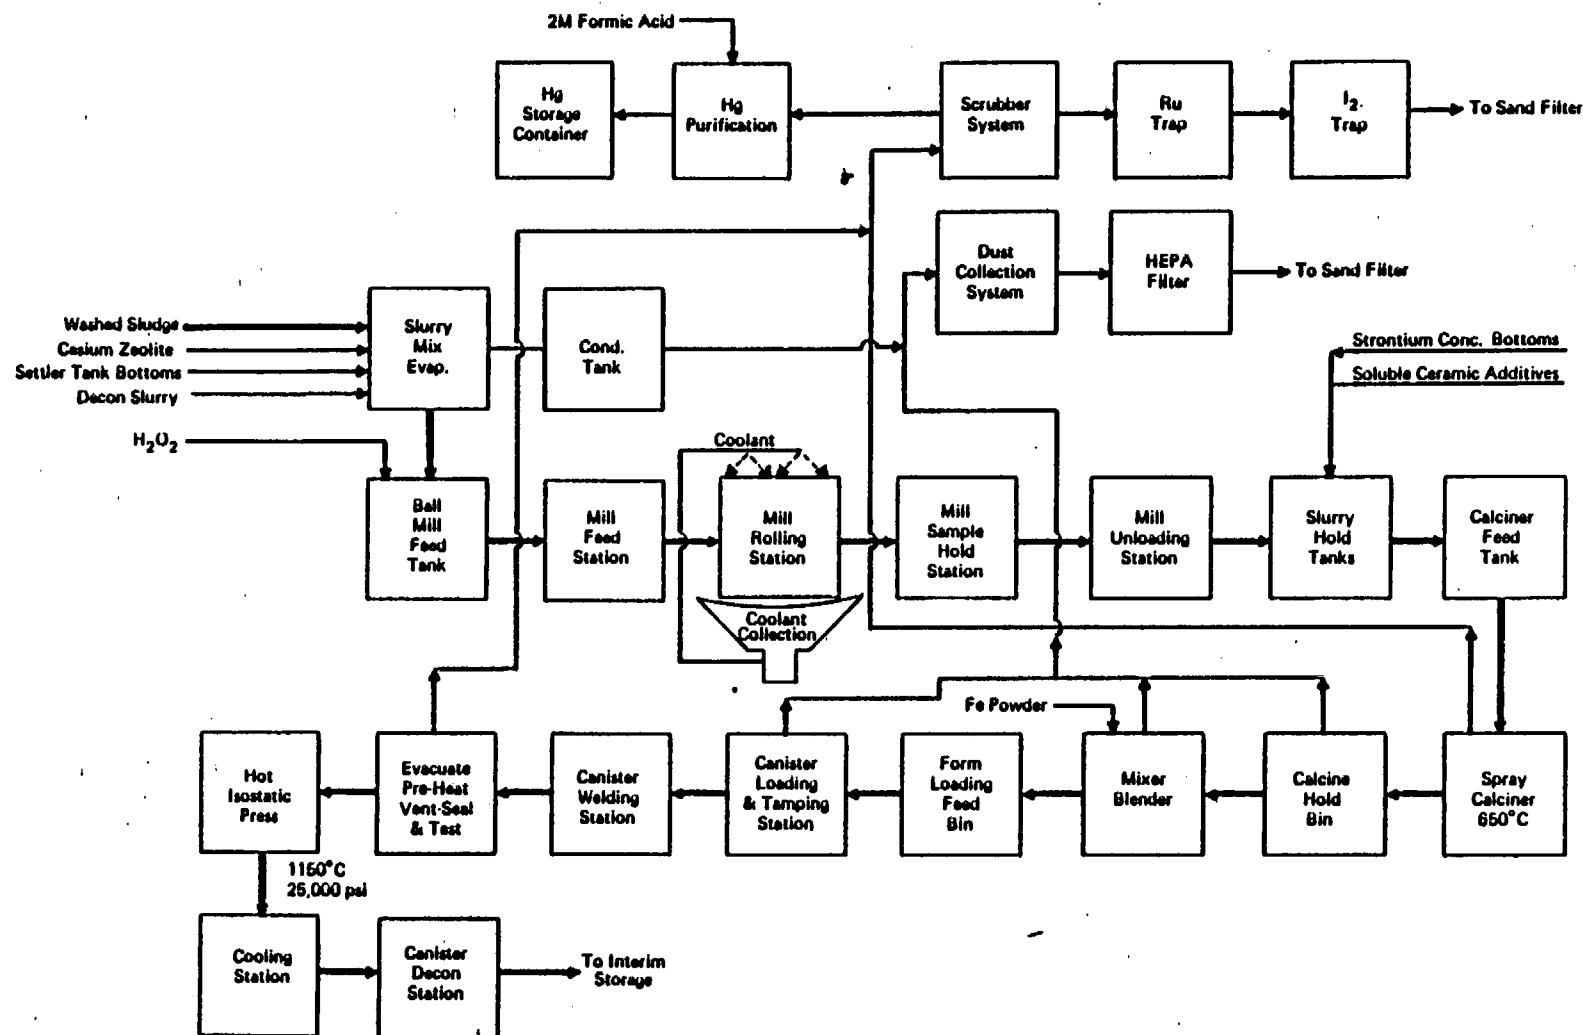 2M Formic Acid
Hg
Storage
Container
Hg
Purification
Scrubber
System
Ru
Trap
I2
Trap
To Sand Filter
Dust
Collection
System
HEPA
Filter
To Sand Filter
Washed Sludge
Cesium Zeolite
Settler Tank Bottoms
Decon Slurry
Slurry
Mix
Evap.
Cond.
Tank
Strontium Conc. Bottoms
Soluble Ceramic Additives
H2O2
Coolant
Ball
Mill
Feed
Tank
Mill
Feed
Station
Mill
Rolling
Station
Mill
Sample
Hold
Station
Mill
Unloading
Station
Slurry
Hold
Tanks
Calciner
Feed
Tank
Coolant
Collection
Fe Powder
Hot
Isostatic
Press
Evacuate
Pre-Heat
Vent-Seal
& Test
Canister
Welding
Station
Canister
Loading
& Tamping
Station
Form
Loading
Feed
Bin
Mixer
Blender
Calcine
Hold
Bin
Spray
Calciner
650°C
1150°C
25,000 psi
Cooling
Station
Canister
Decon
Station
To Interim
Storage